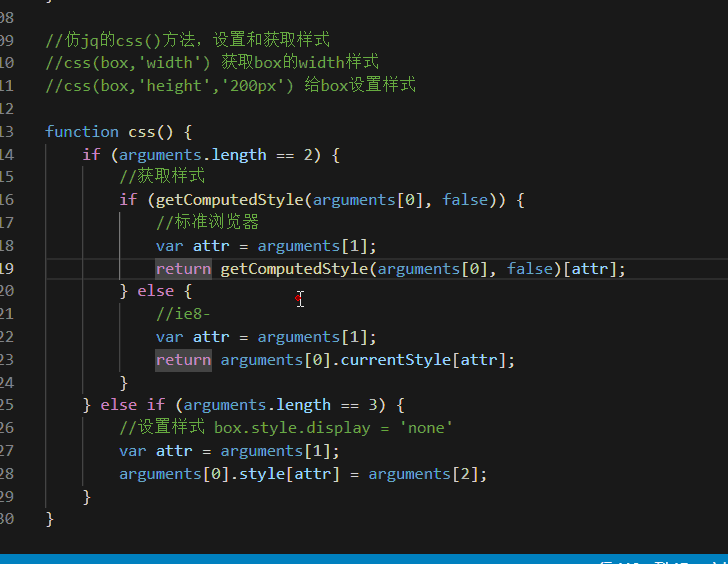 08
09 //仿jq的css()方法，设置和获取样式
10 //css(box,'width') 获取box的width样式
11 //css(box,'height','200px') 给box设置样式
12
13 function css() {
14 if (arguments.length == 2) {
15 //获取样式
16 if (getComputedStyle(arguments[0], false)) {
17 //标准浏览器
18 var attr = arguments[1];
19 return getComputedStyle(arguments[0], false)[attr];
20 } else {
21 //ie8-
22 var attr = arguments[1];
23 return arguments[0].currentStyle[attr];
24 }
25 } else if (arguments.length == 3) {
26 //设置样式 box.style.display = 'none'
27 var attr = arguments[1];
28 arguments[0].style[attr] = arguments[2];
29 }
30 }